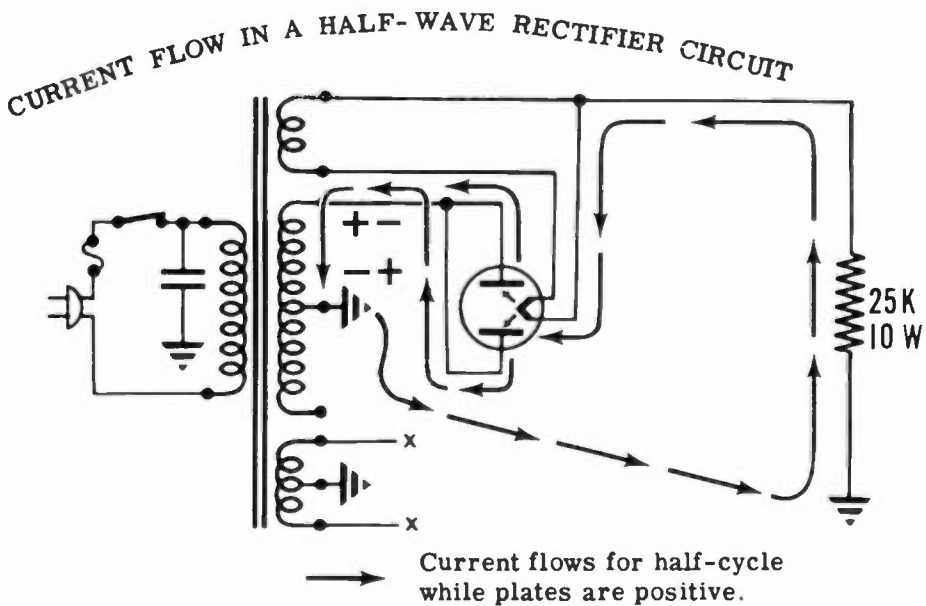 CURRENT FLOW IN A HALF-WAVE RECTIFIER CIRCUIT
+ -
- +
25K
10 W
x
x
Current flows for half-cycle
while plates are positive.